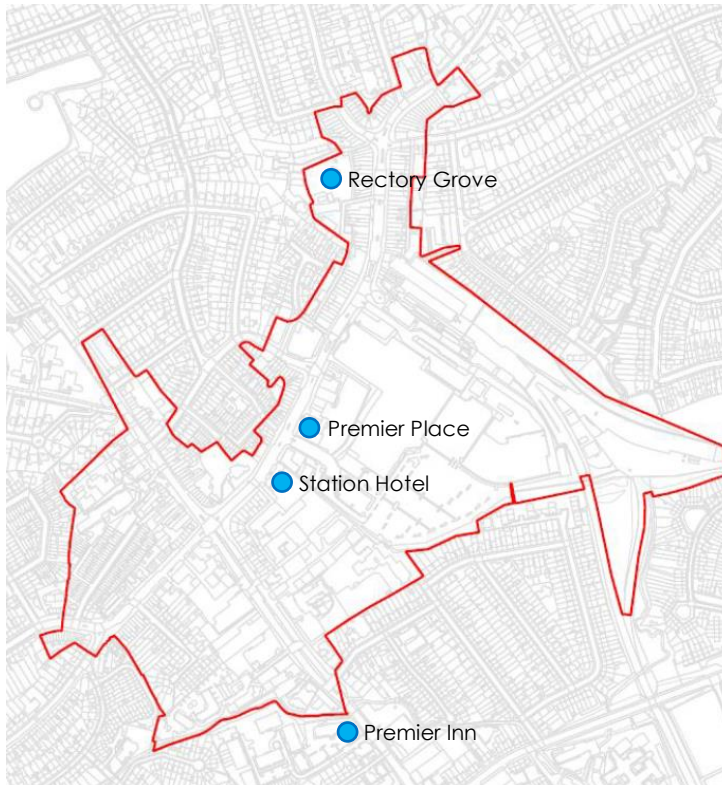 Rectory Grove
Premier Place
Station Hotel
Premier Inn